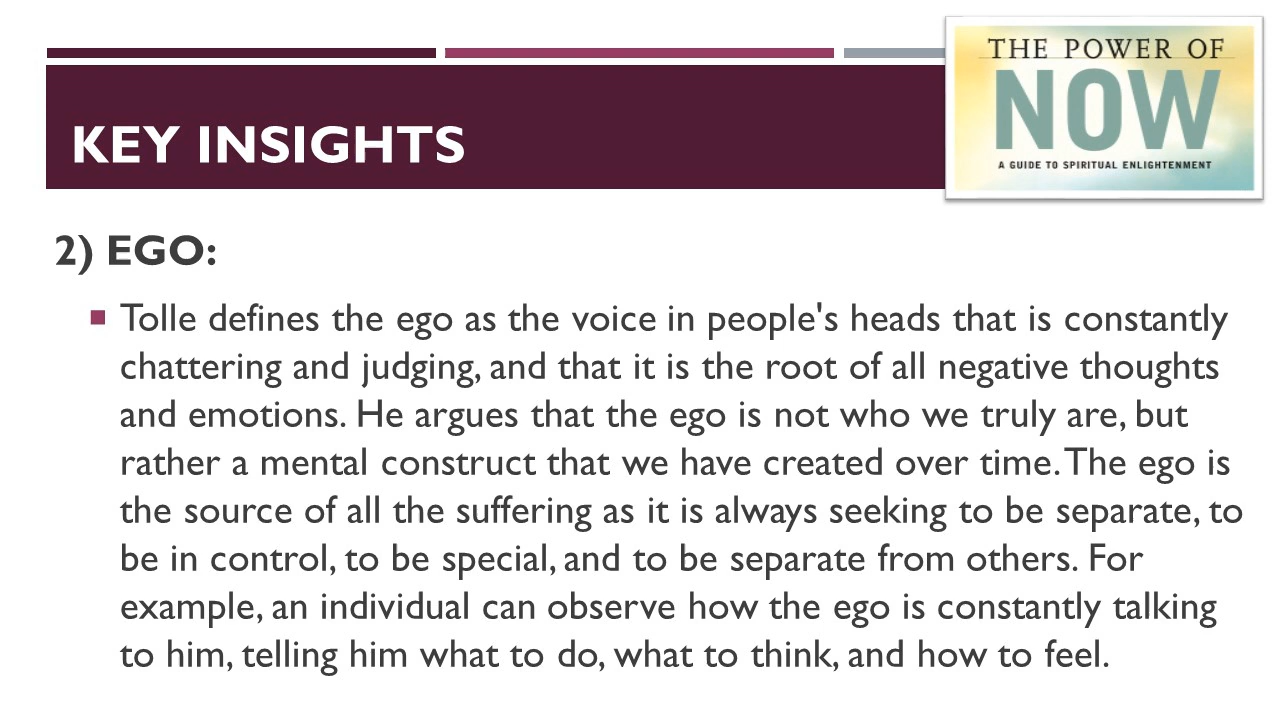 THE POWER OF
NOW
A GUIDE TO SPIRITUAL ENLIGHTENMENT
KEY INSIGHTS
2) EGO:
Tolle defines the ego as the voice in people's heads that is constantly
chattering and judging, and that it is the root of all negative thoughts
and emotions. He argues that the ego is not who we truly are, but
rather a mental construct that we have created over time. The ego is
the source of all the suffering as it is always seeking to be separate, to
be in control, to be special, and to be separate from others. For
example, an individual can observe how the ego is constantly talking
to him, telling him what to do, what to think, and how to feel.